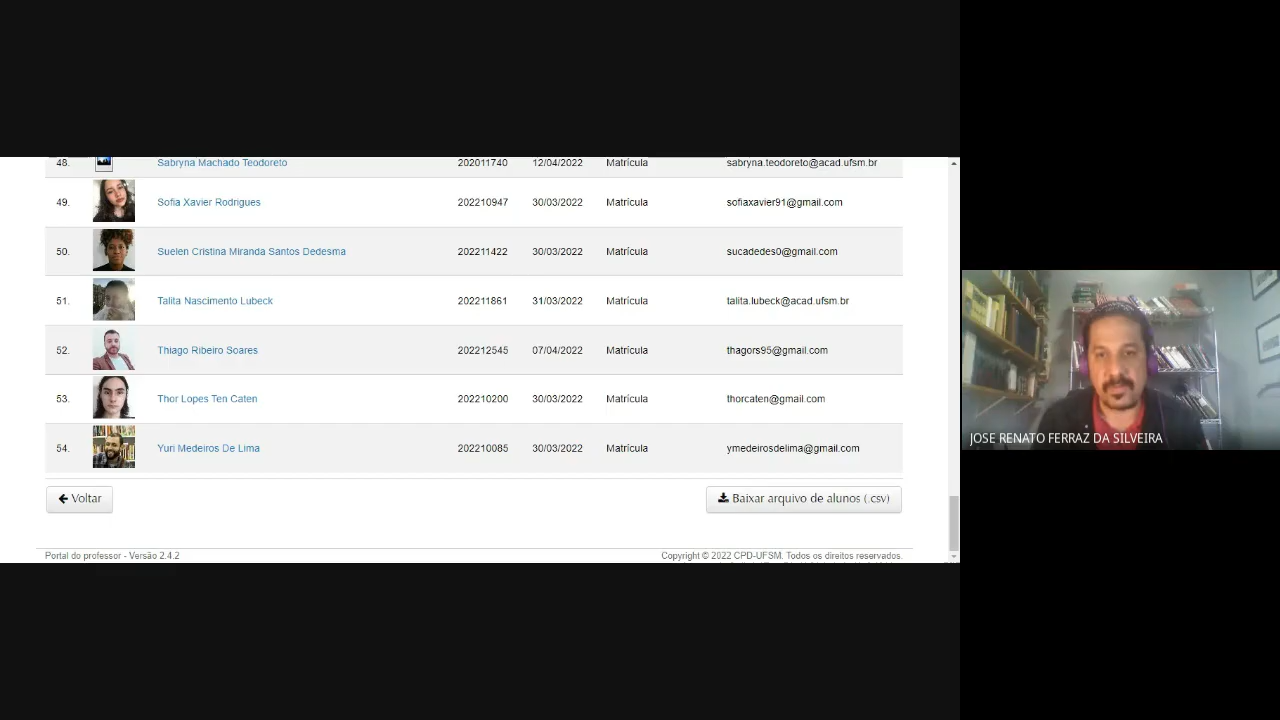 48. Sabryna Machado Teodoreto 202011740 12/04/2022 Matrícula sabryna.teodoreto@acad.ufsm.br
49. Sofia Xavier Rodrigues 202210947 30/03/2022 Matrícula sofiaxavier91@gmail.com
50. Suelen Cristina Miranda Santos Dedesma 202211422 30/03/2022 Matrícula sucadedes0@gmail.com
51. Talita Nascimento Lubeck 202211861 31/03/2022 Matrícula talita.lubeck@acad.ufsm.br
52. Thiago Ribeiro Soares 202212545 07/04/2022 Matrícula thagors95@gmail.com
53. Thor Lopes Ten Caten 202210200 30/03/2022 Matrícula thorcaten@gmail.com
JOSE RENATO FERRAZ DA SILVEIRA
54. Yuri Medeiros De Lima 202210085 30/03/2022 Matrícula ymedeirosdelima@gmail.com
Voltar Baixar arquivo de alunos (.csv)
Portal do professor - Versão 2.4.2 Copyright © 2022 CPD-UFSM. Todos os direitos reservados.